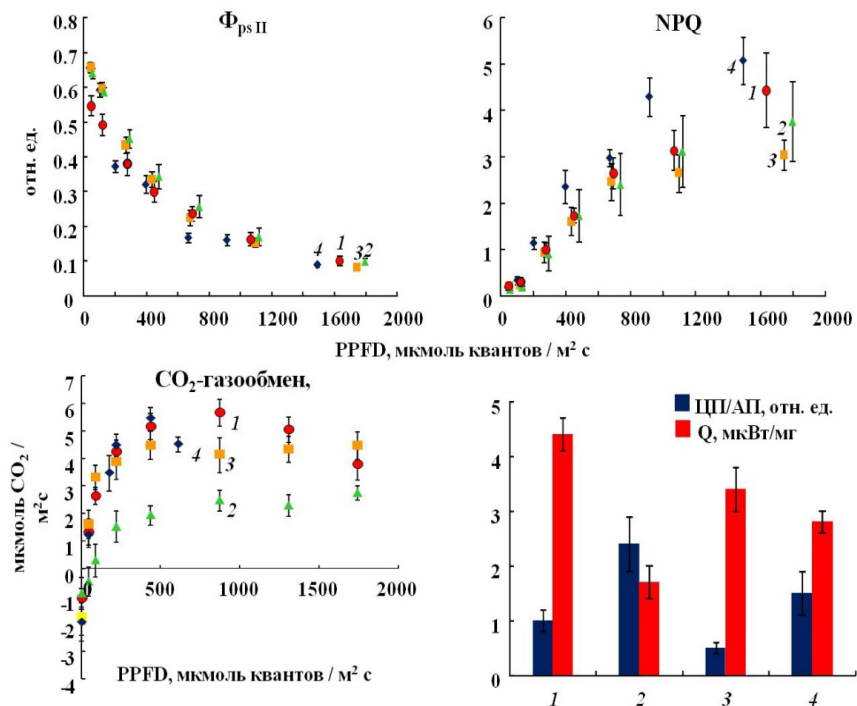 Φps II
0.8
0.7
0.6
0.5
0.4
0.3
0.2
0.1
0
отн. ед.
4 1 32
0 400 800 1200 1600 2000
NPQ
6
5
4
3
2
1
0
4
1
2
3
0 400 800 1200 1600 2000
PPFD, мкмоль квантов / м² с
CO₂-газообмен,
мкмоль CO₂ /
м²с
7
6
5
4
3
2
1
0
-1
-2
-3
-4
1
4
3
2
500 1000 1500 2000
PPFD, мкмоль квантов / м² с
ЦП/АП, отн. ед.
Q, мкВт/мг
5
4
3
2
1
0
1 2 3 4